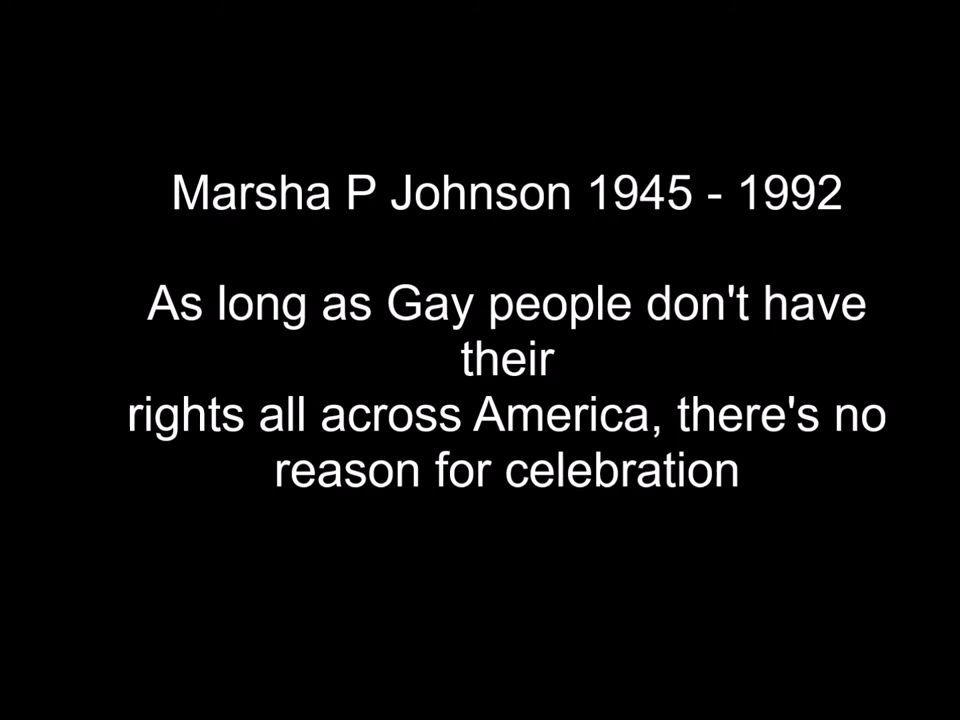 Marsha P Johnson 1945 - 1992
As long as Gay people don't have
their
rights all across America, there's no
reason for celebration